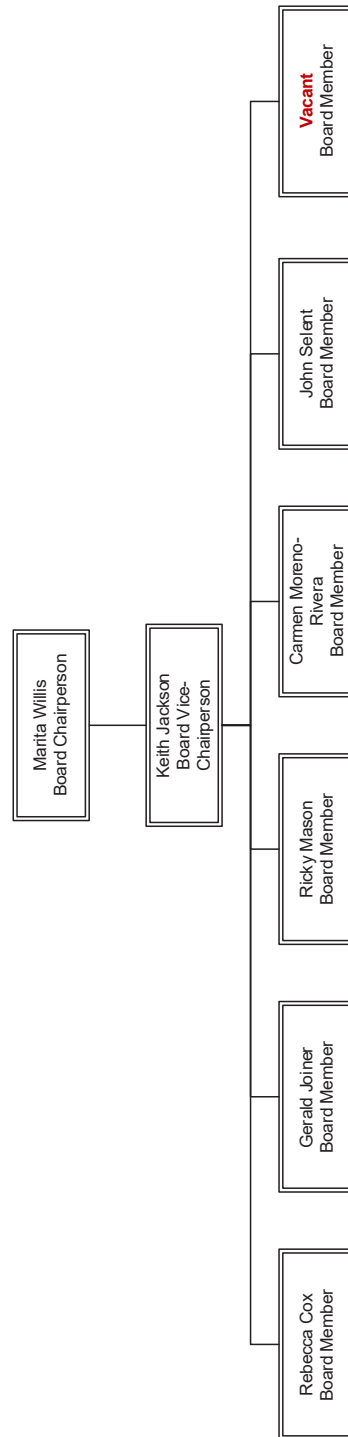 Marita Willis
Board Chairperson
Keith Jackson
Board Vice-
Chairperson
Rebecca Cox
Board Member
Gerald Joiner
Board Member
Ricky Mason
Board Member
Carmen Moreno-
Rivera
Board Member
John Selent
Board Member
Vacant
Board Member